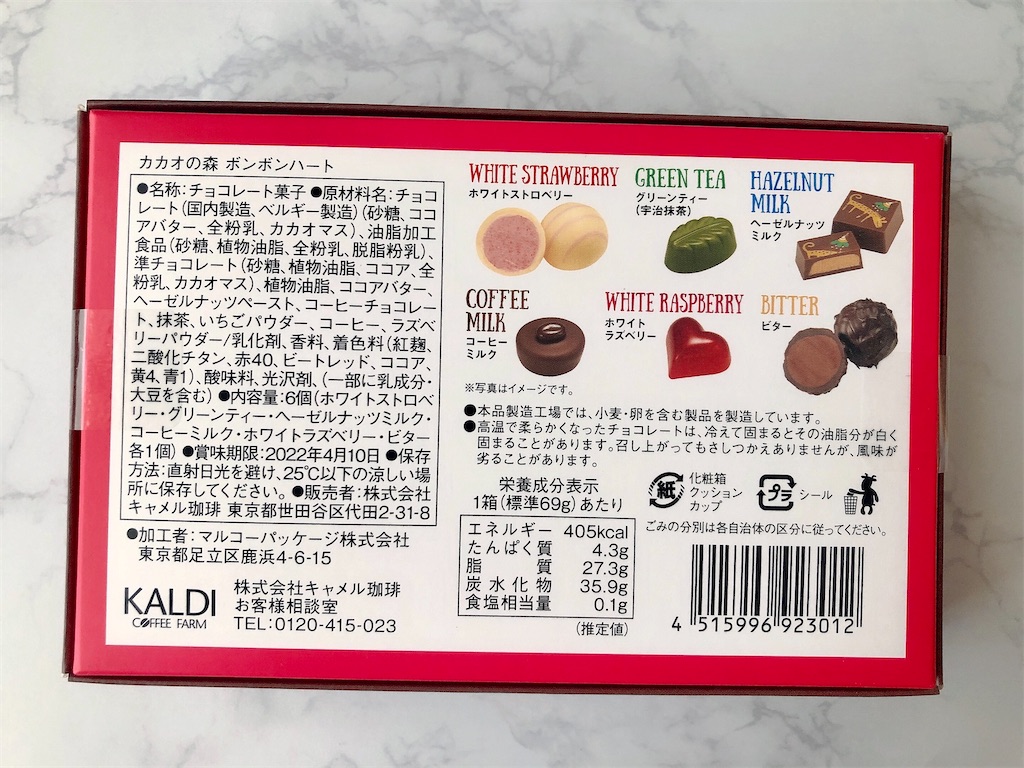 カカオの森 ボンボンハート
●名称:チョコレート菓子 ●原材料名:チョコ
レート(国内製造、ベルギー製造)(砂糖、ココ
アバター、全粉乳、カカオマス)、油脂加工
食品(砂糖、植物油脂、全粉乳、脱脂粉乳)、
準チョコレート(砂糖、植物油脂、ココア、全
粉乳、カカオマス)、植物油脂、ココアバター、
ヘーゼルナッツペースト、コーヒーチョコレー
ト、抹茶、いちごパウダー、コーヒー、ラズベ
リーパウダー/乳化剤、香料、着色料(紅麹、
二酸化チタン、赤40、ビートレッド、ココア、
黄4、青1)、酸味料、光沢剤、(一部に乳成分・
大豆を含む) ●内容量:6個(ホワイトストロベ
リー・グリーンティー・ヘーゼルナッツミルク・
コーヒーミルク・ホワイトラズベリー・ビター
各1個) ●賞味期限:2022年4月10日 ●保存
方法:直射日光を避け、25℃以下の涼しい場
所に保存してください。 ●販売者:株式会社
キャメル珈琲 東京都世田谷区代田2-31-8
●加工者:マルコーパッケージ株式会社
東京都足立区鹿浜4-6-15
KALDI
COFFEE FARM
株式会社キャメル珈琲
お客様相談室
TEL:0120-415-023
WHITE STRAWBERRY
ホワイトストロベリー
GREEN TEA
グリーンティー
(宇治抹茶)
HAZELNUT
MILK
ヘーゼルナッツ
ミルク
COFFEE
MILK
コーヒー
ミルク
WHITE RASPBERRY
ホワイト
ラズベリー
BITTER
ビター
※写真はイメージです。
●本品製造工場では、小麦・卵を含む製品を製造しています。
●高温で柔らかくなったチョコレートは、冷えて固まるとその油脂分が白く
固まることがあります。召し上がってもさしつかえありませんが、風味が
劣ることがあります。
栄養成分表示
1箱(標準69g)あたり
エネルギー 405kcal
たんぱく質 4.3g
脂質 27.3g
炭水化物 35.9g
食塩相当量 0.1g
(推定値)
紙
化粧箱
クッション
カップ
プラ
シール
ごみの分別は各自治体の区分に従ってください。
4 515996 923012